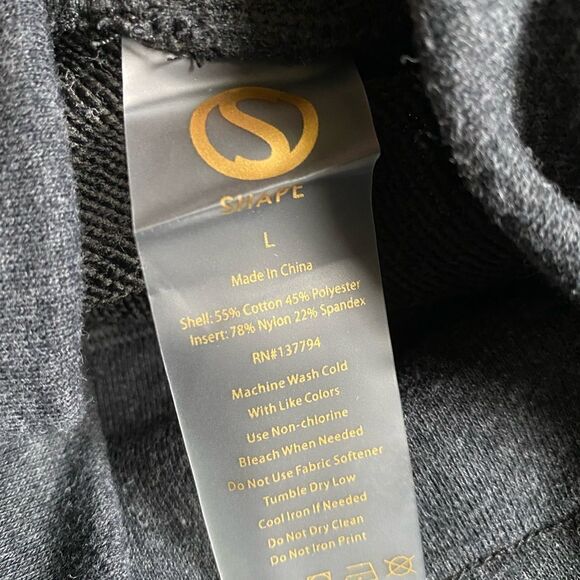 SHAPE
L
Made In China
Shell: 55% Cotton 45% Polyester
Insert: 78% Nylon 22% Spandex
RN#137794
Machine Wash Cold
With Like Colors
Use Non-chlorine
Bleach When Needed
Do Not Use Fabric Softener
Tumble Dry Low
Cool Iron If Needed
Do Not Dry Clean
Do Not Iron Print